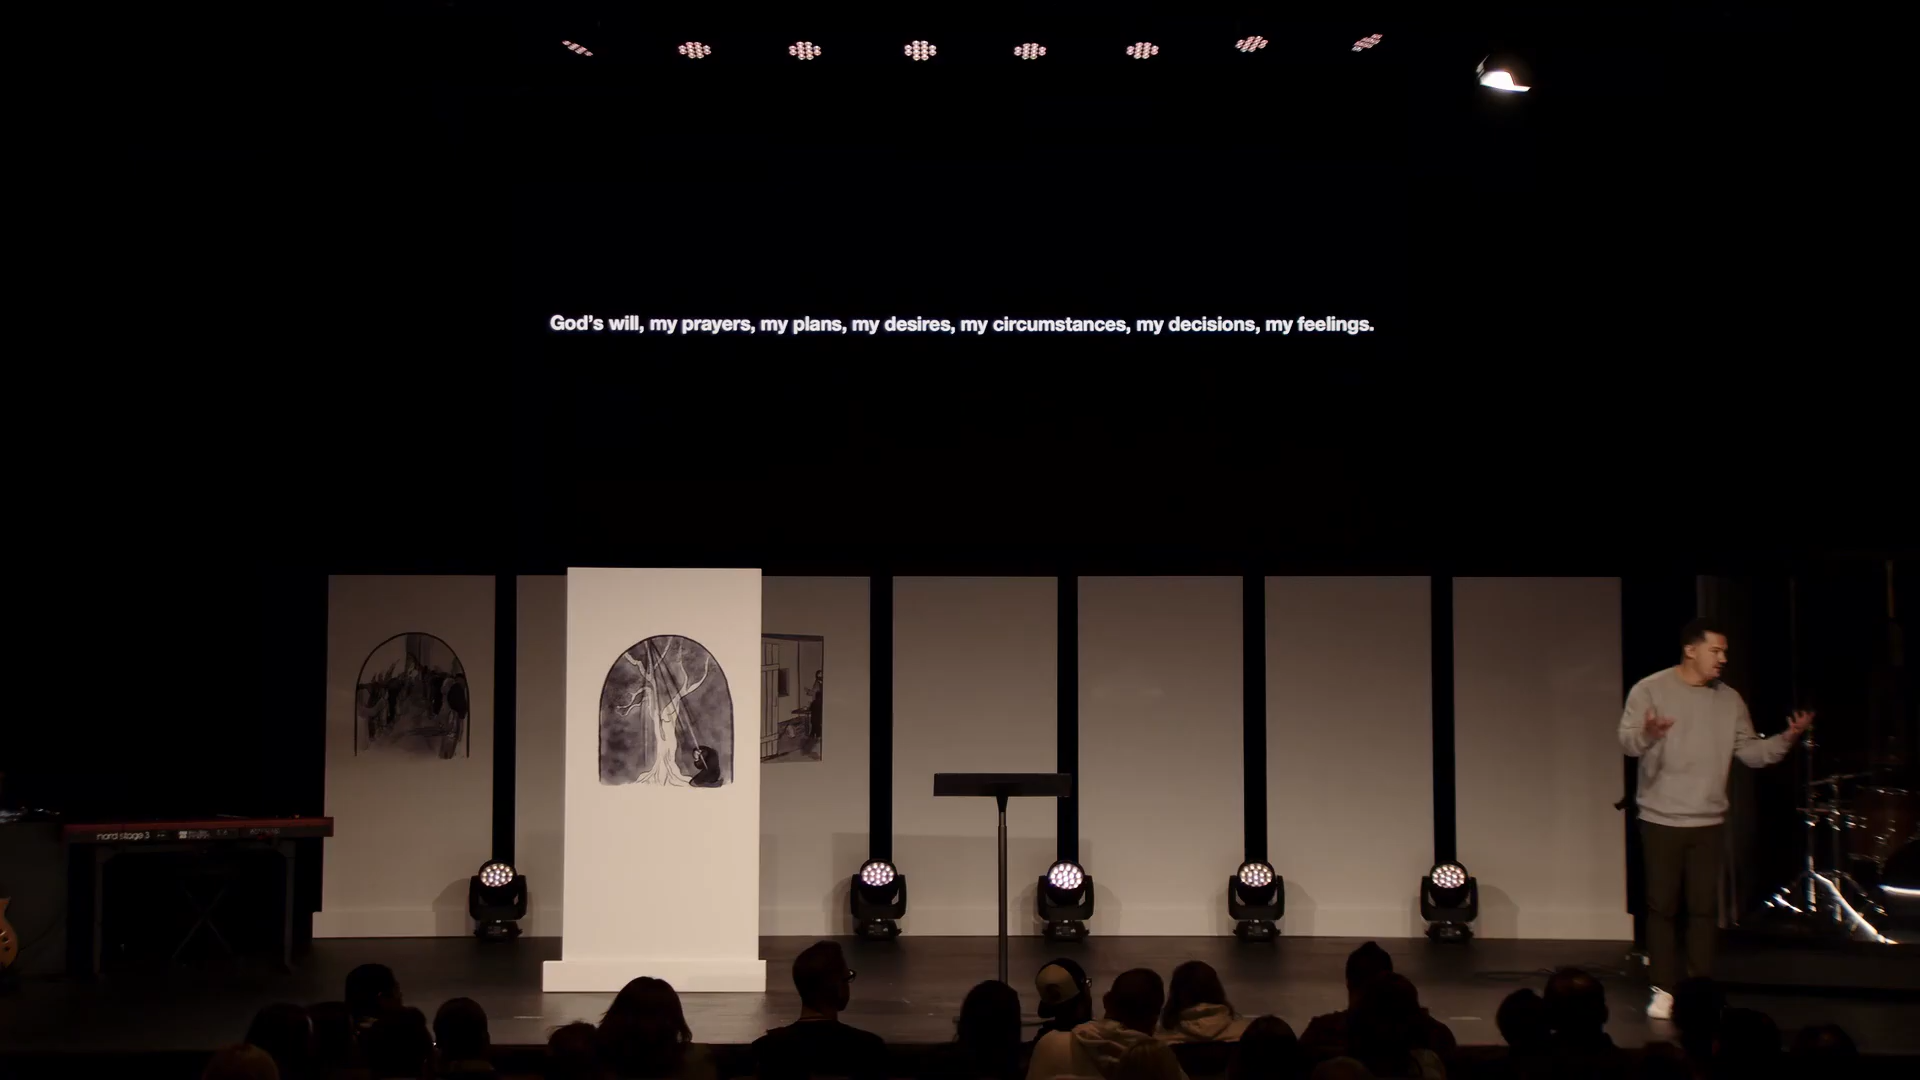 God's will, my prayers, my plans, my desires, my circumstances, my decisions, my feelings.
nord stage 3